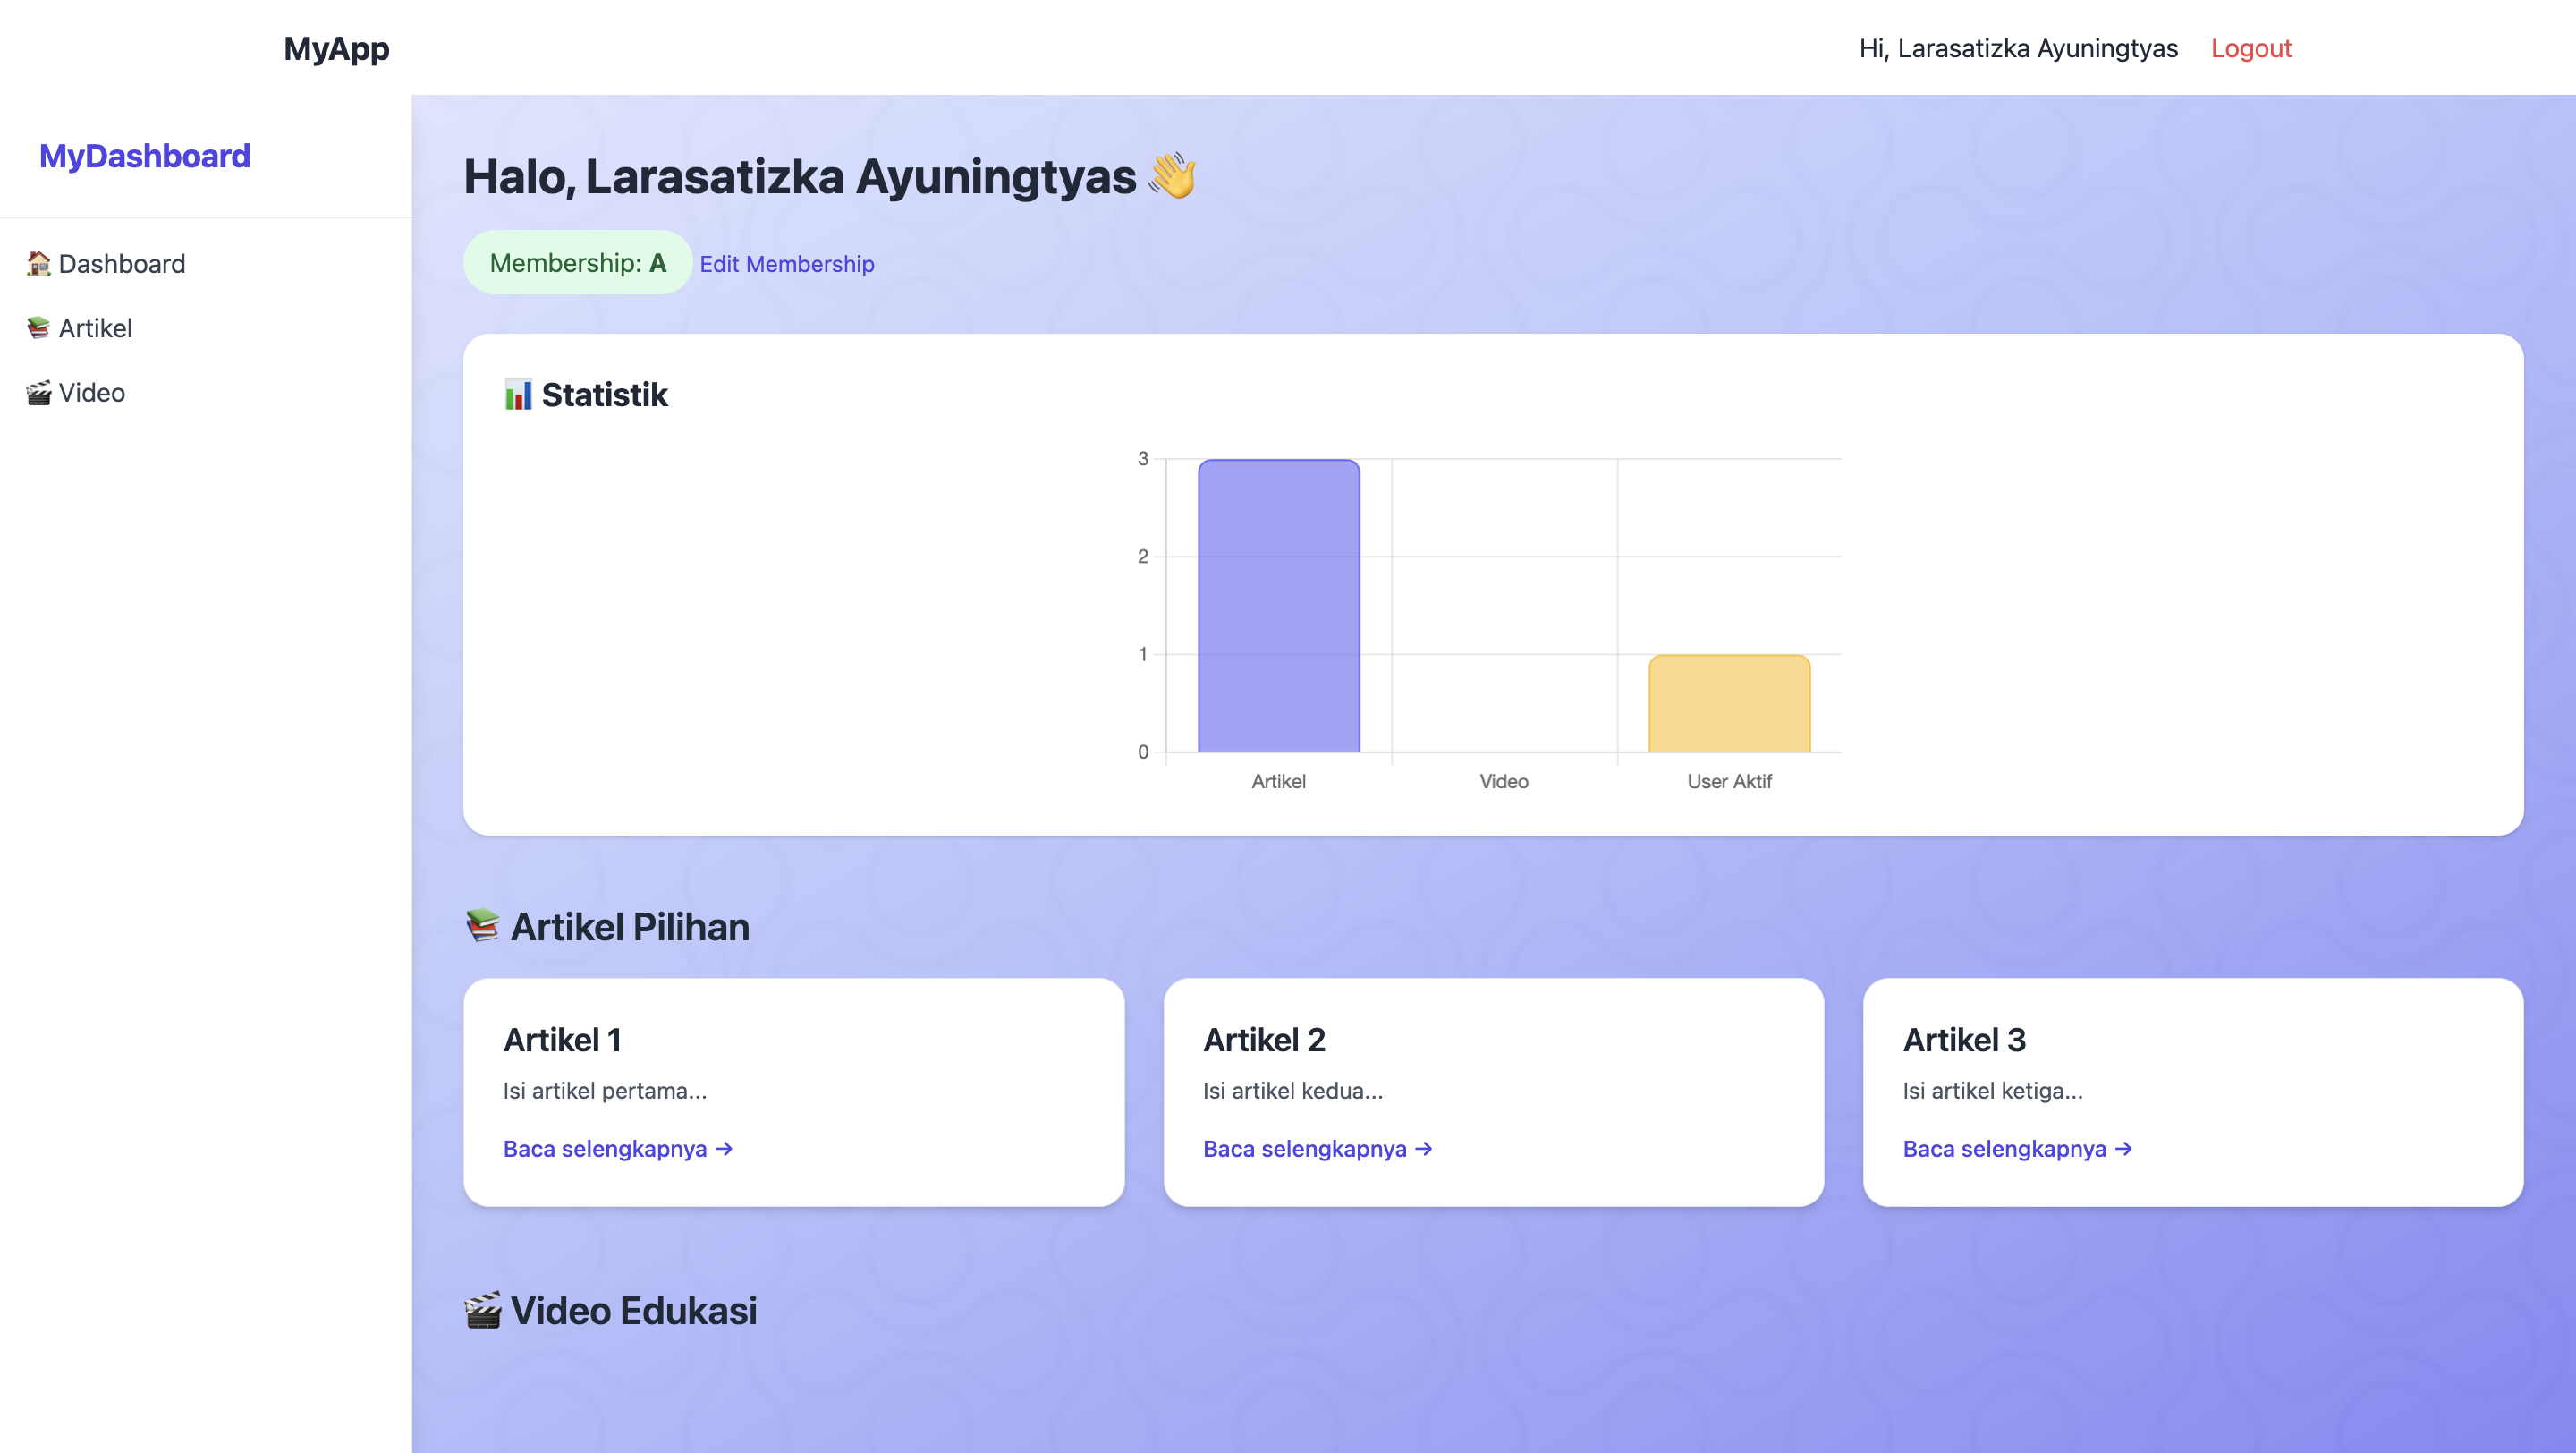 MyApp
Hi, Larasatizka Ayuningtyas
Logout
MyDashboard
🏠 Dashboard
📚 Artikel
🎬 Video
Halo, Larasatizka Ayuningtyas 👋
Membership: A
Edit Membership
📊 Statistik
3
2
1
0
Artikel
Video
User Aktif
📚 Artikel Pilihan
Artikel 1
Isi artikel pertama...
Baca selengkapnya →
Artikel 2
Isi artikel kedua...
Baca selengkapnya →
Artikel 3
Isi artikel ketiga...
Baca selengkapnya →
🎬 Video Edukasi